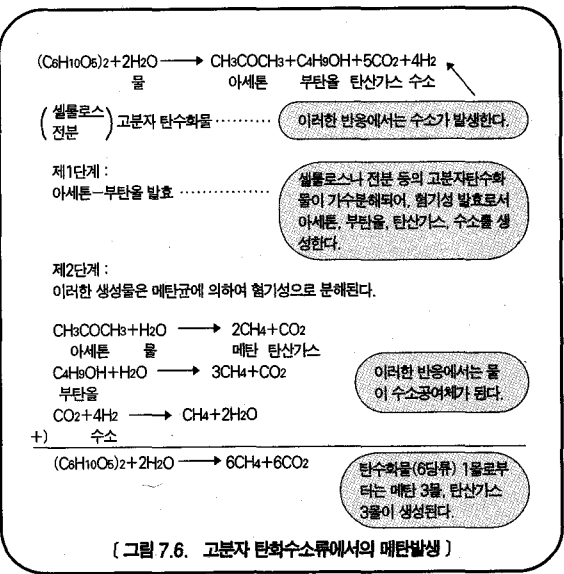 (C6H10O5)2+2H2O → CH3COCH3+C4H9OH+5CO2+4H2
물 아세톤 부탄올 탄산가스 수소
(셀룰로스
전분) 고분자 탄수화물 ··········
이러한 반응에서는 수소가 발생한다.
제1단계 :
아세톤-부탄올 발효 ···············
셀룰로스나 전분 등의 고분자탄수화
물이 가수분해되어, 혐기성 발효로서
아세톤, 부탄올, 탄산가스, 수소를 생
성한다.
제2단계 :
이러한 생성물은 메탄균에 의하여 혐기성으로 분해된다.
CH3COCH3+H2O → 2CH4+CO2
아세톤 물 메탄 탄산가스
C4H9OH+H2O → 3CH4+CO2
부탄올
이러한 반응에서는 물
이 수소공여체가 된다.
CO2+4H2 → CH4+2H2O
+) 수소
(C6H10O5)2+2H2O → 6CH4+6CO2
탄수화물(6당류) 1몰로부
터는 메탄 3몰, 탄산가스
3몰이 생성된다.
〔 그림 7.6. 고분자 탄화수소류에서의 메탄발생 〕